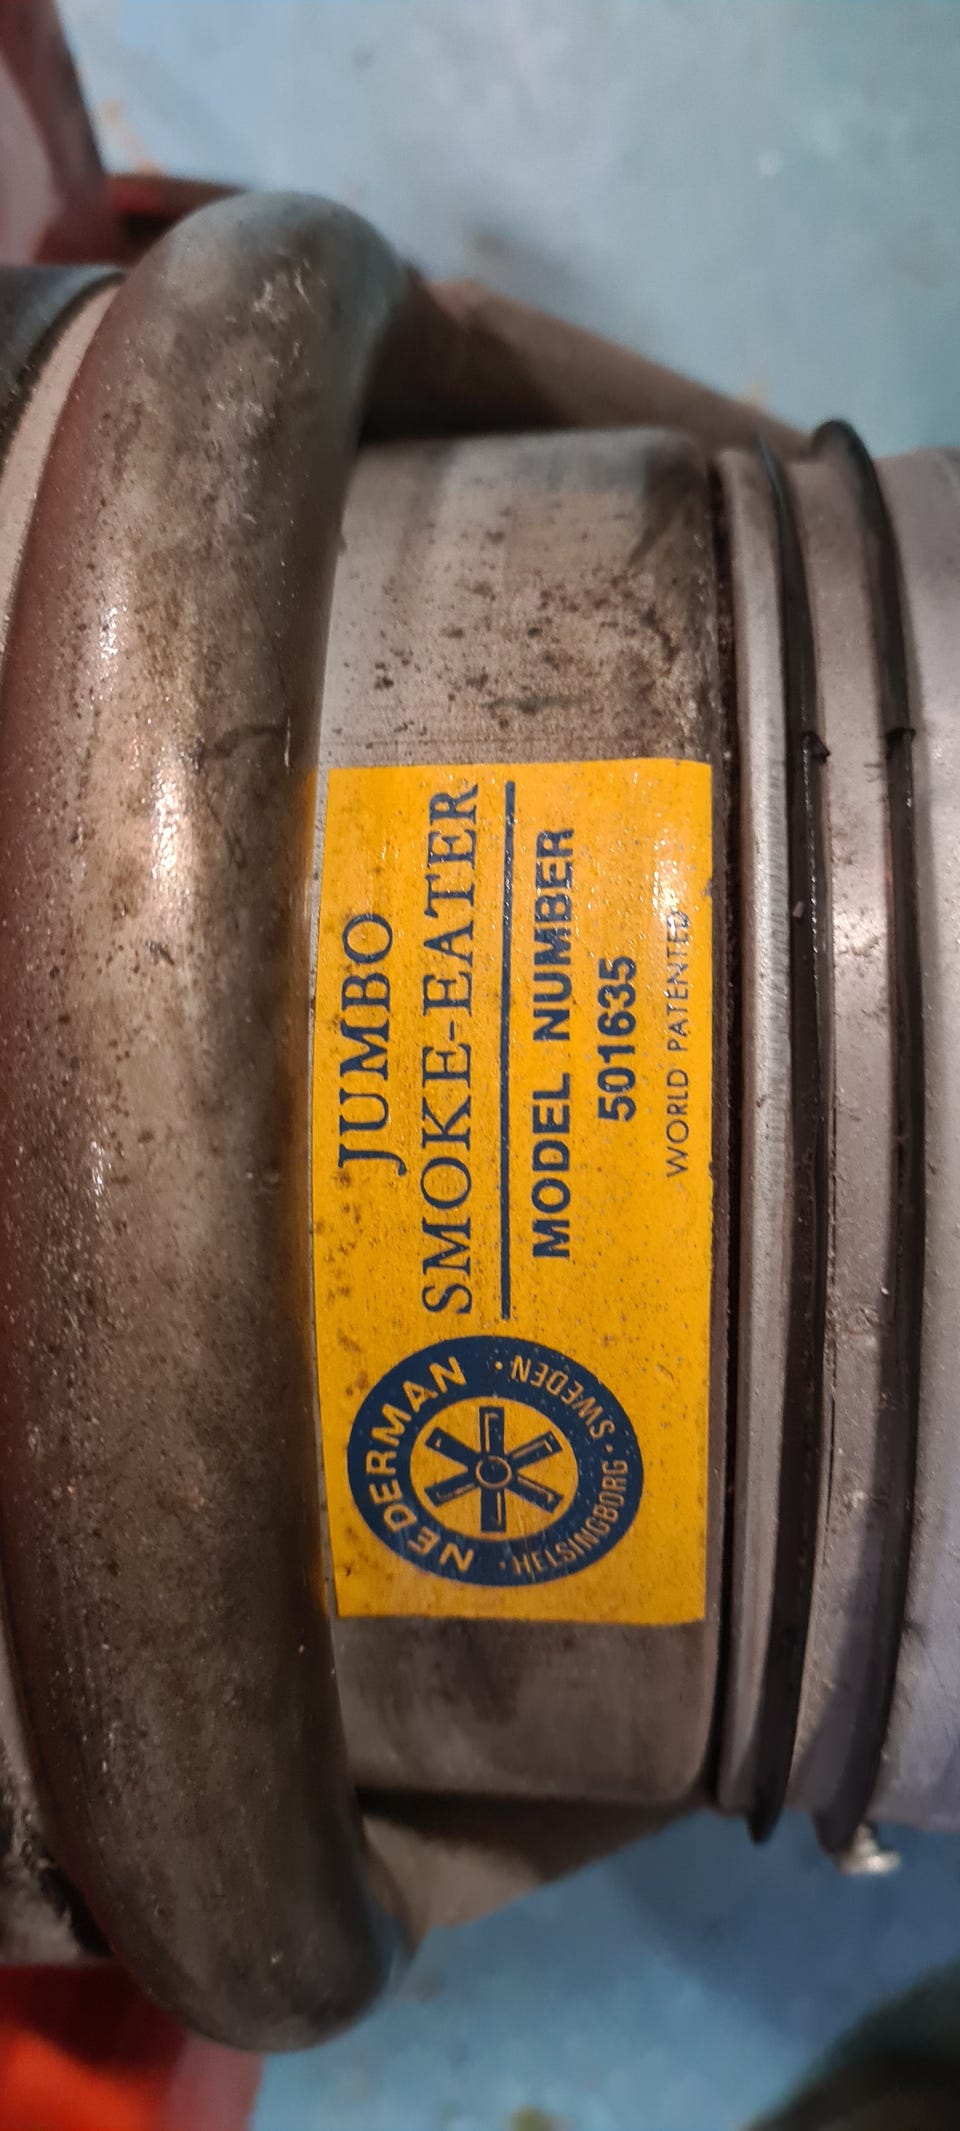 JUMBO
SMOKE-EATER
MODEL NUMBER
501635
WORLD PATENTED
NEDERMAN
· HELSINGBORG · SWEDEN ·